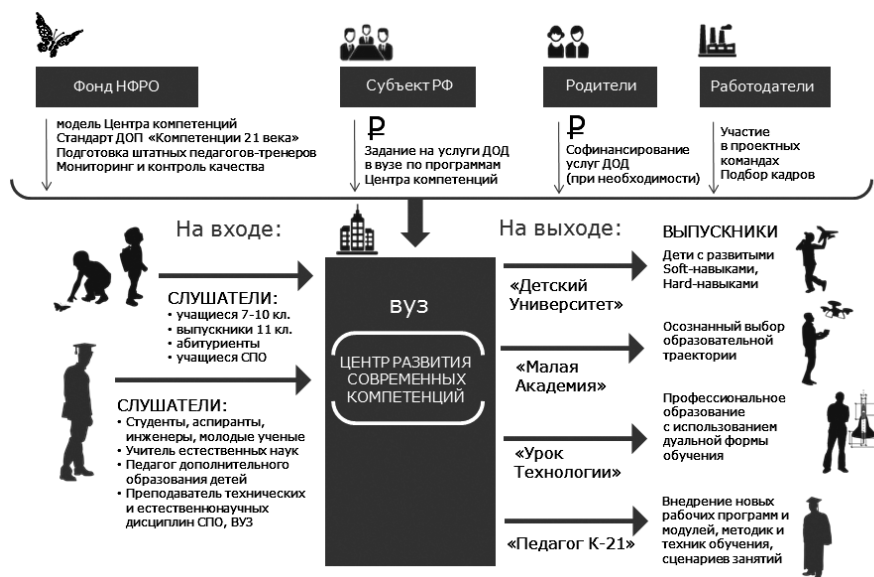 Фонд НФРО
Субъект РФ
Родители
Работодатели
модель Центра компетенций
Стандарт ДОП «Компетенции 21 века»
Подготовка штатных педагогов-тренеров
Мониторинг и контроль качества
₽
Задание на услуги ДОД
в вузе по программам
Центра компетенций
₽
Софинансирование
услуг ДОД
(при необходимости)
Участие
в проектных
командах
Подбор кадров
На входе:
СЛУШАТЕЛИ:
• учащиеся 7-10 кл.
• выпускники 11 кл.
• абитуриенты
• учащиеся СПО
СЛУШАТЕЛИ:
• Студенты, аспиранты,
инженеры, молодые ученые
• Учитель естественных наук
• Педагог дополнительного
образования детей
• Преподаватель технических
и естественнонаучных
дисциплин СПО, ВУЗ
вуз
ЦЕНТР РАЗВИТИЯ
СОВРЕМЕННЫХ
КОМПЕТЕНЦИЙ
На выходе:
«Детский
Университет»
«Малая
Академия»
«Урок
Технологии»
«Педагог К-21»
ВЫПУСКНИКИ
Дети с развитыми
Soft-навыками,
Hard-навыками
Осознанный выбор
образовательной
траектории
Профессиональное
образование
с использованием
дуальной формы
обучения
Внедрение новых
рабочих программ и
модулей, методик и
техник обучения,
сценариев занятий